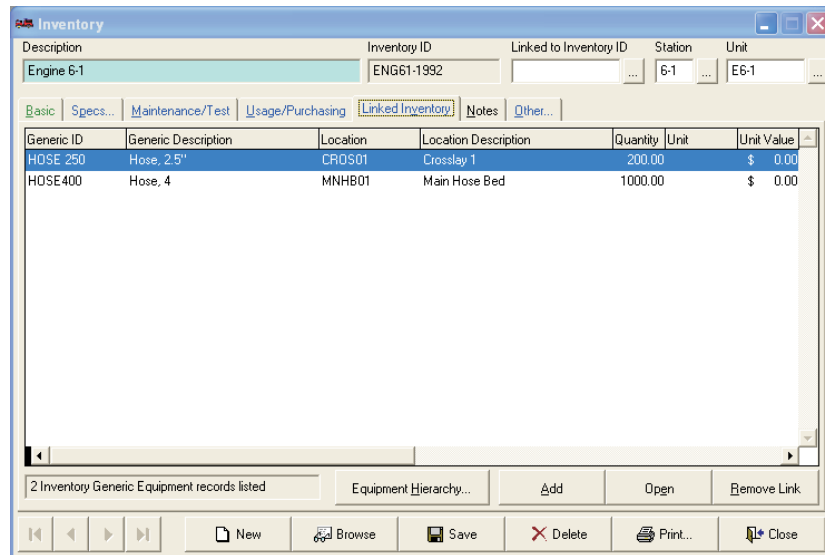 Inventory
Description Inventory ID Linked to Inventory ID Station Unit
Engine 6-1 ENG61-1992 ... 6-1 ... E6-1 ...
Basic Specs... Maintenance/Test Usage/Purchasing Linked Inventory Notes Other...
Generic ID Generic Description Location Location Description Quantity Unit Unit Value
HOSE 250 Hose, 2.5" CROS01 Crosslay 1 200.00 $ 0.00
HOSE400 Hose, 4 MNHB01 Main Hose Bed 1000.00 $ 0.00
2 Inventory Generic Equipment records listed Equipment Hierarchy... Add Open Remove Link
New Browse Save Delete Print... Close